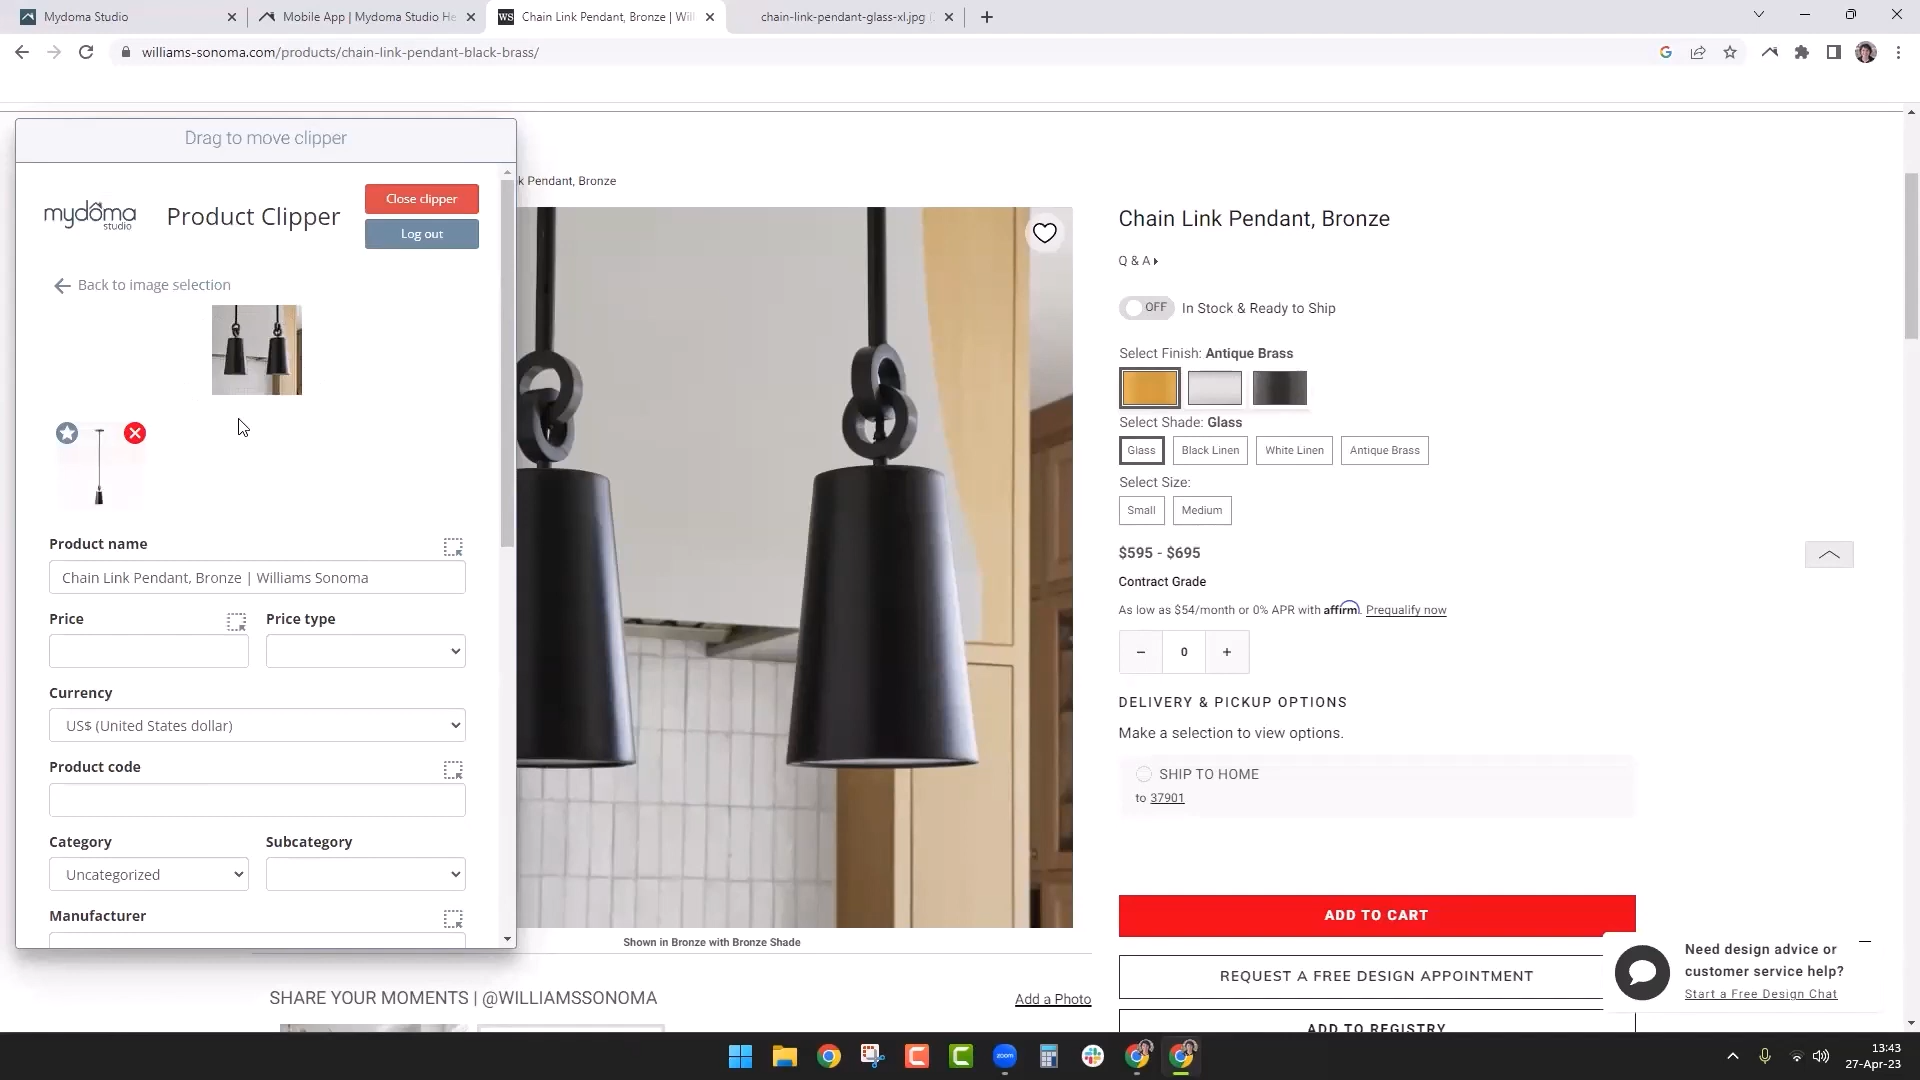 Mydoma Studio
Mobile App | Mydoma Studio He
WS
Chain Link Pendant, Bronze | Wil
chain-link-pendant-glass-xl.jpg
williams-sonoma.com/products/chain-link-pendant-black-brass/
Drag to move clipper
mydoma
studio
Product Clipper
Close clipper
Log out
Back to image selection
Product name
Chain Link Pendant, Bronze | Williams Sonoma
Price
Price type
Currency
US$ (United States dollar)
Product code
Category
Subcategory
Uncategorized
Manufacturer
k Pendant, Bronze
Shown in Bronze with Bronze Shade
SHARE YOUR MOMENTS | @WILLIAMSSONOMA
Add a Photo
Chain Link Pendant, Bronze
Q & A
OFF
In Stock & Ready to Ship
Select Finish: Antique Brass
Select Shade: Glass
Glass
Black Linen
White Linen
Antique Brass
Select Size:
Small
Medium
$595 - $695
Contract Grade
As low as $54/month or 0% APR with affirm. Prequalify now
0
DELIVERY & PICKUP OPTIONS
Make a selection to view options.
SHIP TO HOME
to 37901
ADD TO CART
REQUEST A FREE DESIGN APPOINTMENT
ADD TO REGISTRY
Need design advice or
customer service help?
Start a Free Design Chat
zoom
13:43
27-Apr-23